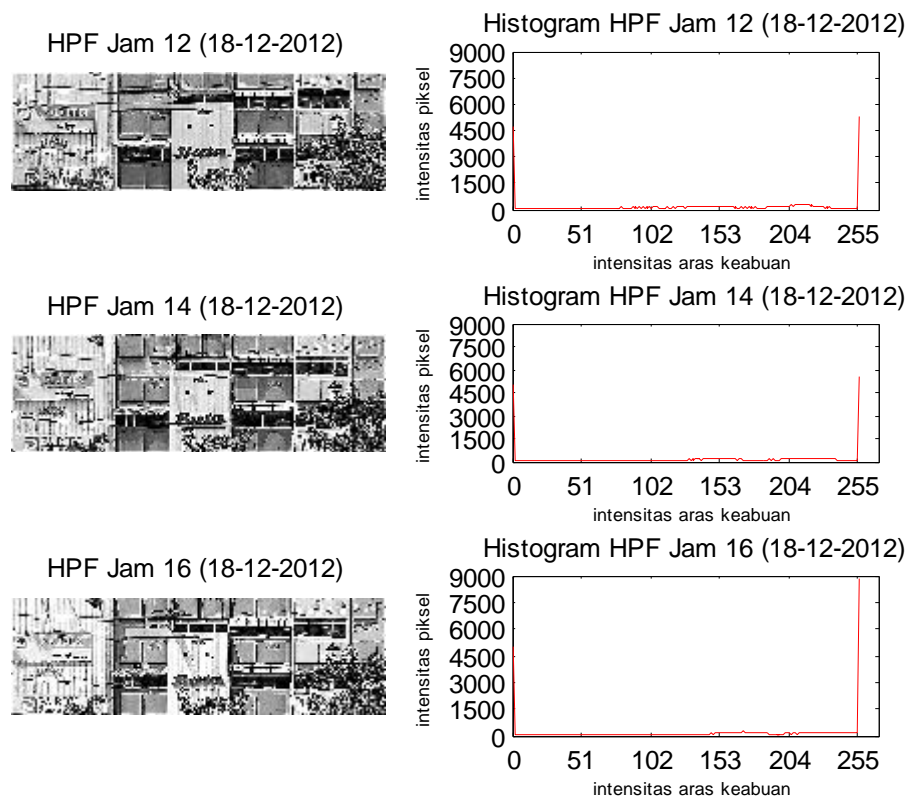 HPF Jam 12 (18-12-2012)
Histogram HPF Jam 12 (18-12-2012)
intensitas piksel
9000
7500
6000
4500
3000
1500
0
0 51 102 153 204 255
intensitas aras keabuan
HPF Jam 14 (18-12-2012)
Histogram HPF Jam 14 (18-12-2012)
intensitas piksel
9000
7500
6000
4500
3000
1500
0
0 51 102 153 204 255
intensitas aras keabuan
HPF Jam 16 (18-12-2012)
Histogram HPF Jam 16 (18-12-2012)
intensitas piksel
9000
7500
6000
4500
3000
1500
0
0 51 102 153 204 255
intensitas aras keabuan